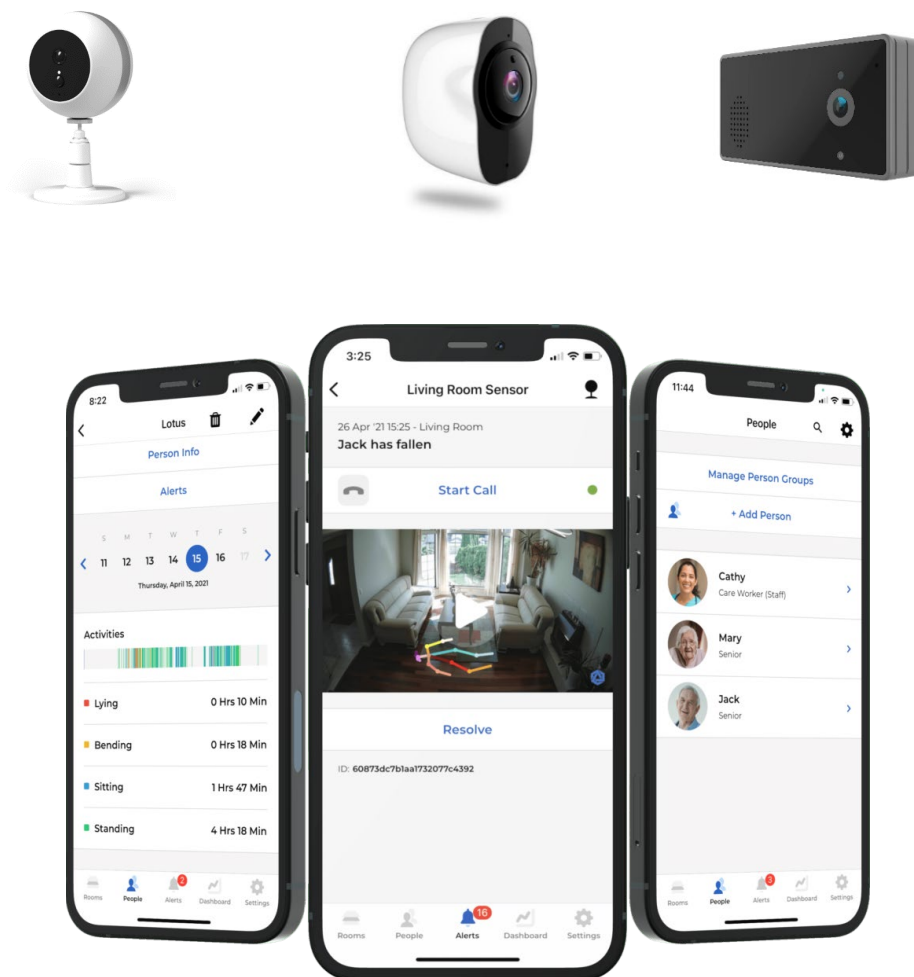 8:22
Lotus
Person Info
Alerts
S M T W T F S
11 12 13 14 15 16 17
Thursday, April 15, 2021
Activities
Lying 0 Hrs 10 Min
Bending 0 Hrs 18 Min
Sitting 1 Hrs 47 Min
Standing 4 Hrs 18 Min
2
Rooms People Alerts Dashboard Settings
3:25
Living Room Sensor
26 Apr '21 15:25 - Living Room
Jack has fallen
Start Call
Resolve
ID: 60873dc7b1aa1732077c4392
16
Rooms People Alerts Dashboard Settings
11:44
People
Manage Person Groups
+ Add Person
Cathy
Care Worker (Staff)
Mary
Senior
Jack
Senior
3
Rooms People Alerts Dashboard Settings